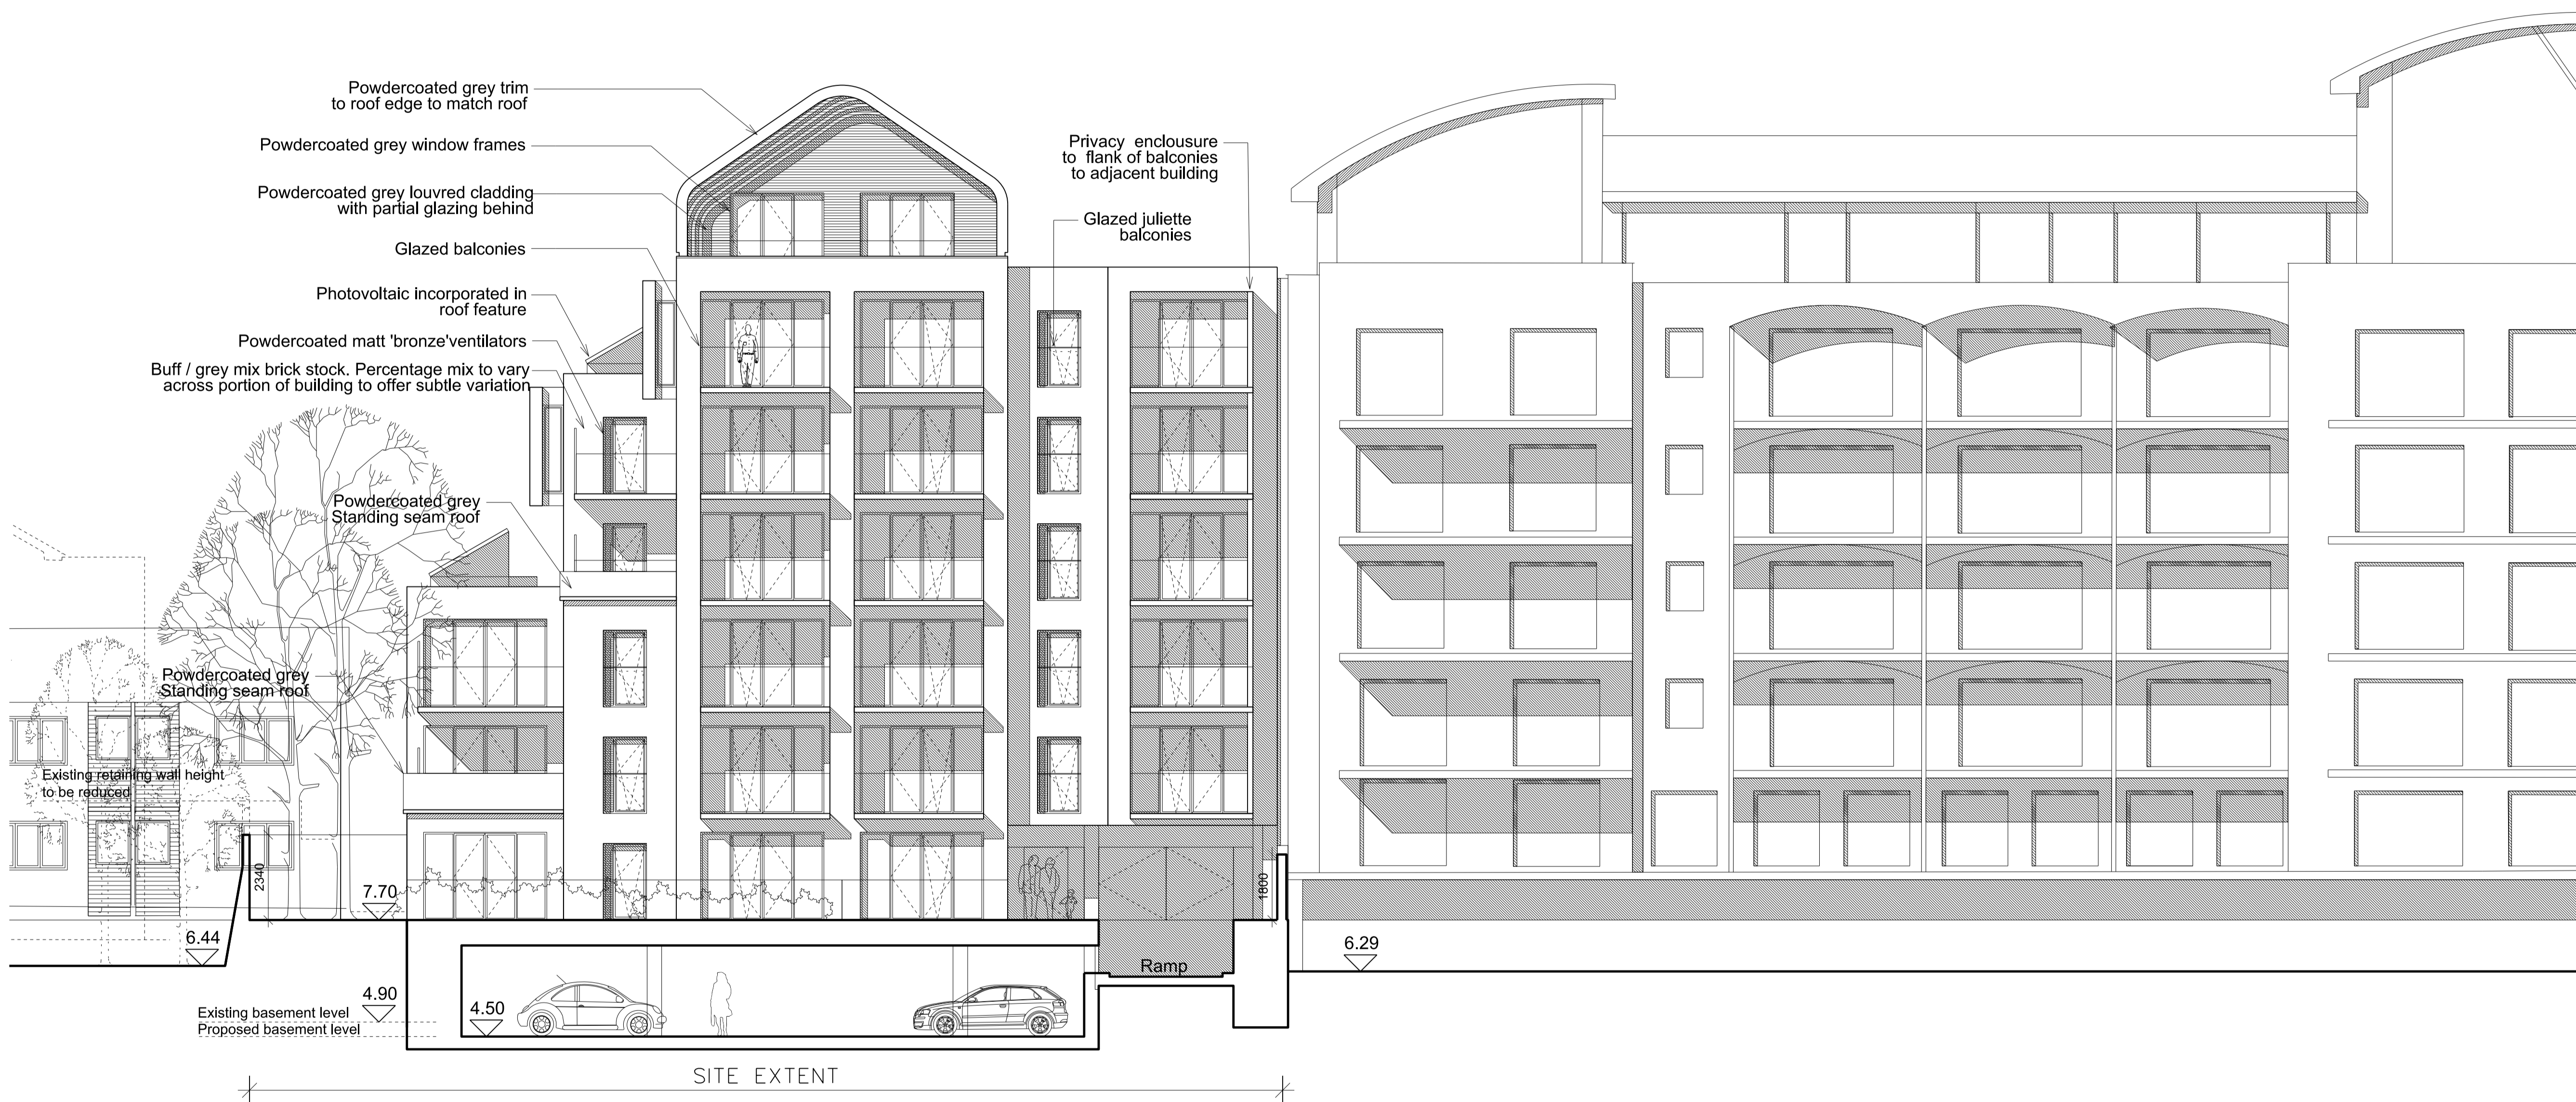 Powdercoated grey trim
to roof edge to match roof
Powdercoated grey window frames
Powdercoated grey louvred cladding
with partial glazing behind
Glazed balconies
Photovoltaic incorporated in
roof feature
Powdercoated matt 'bronze'ventilators
Buff / grey mix brick stock. Percentage mix to vary
across portion of building to offer subtle variation
Powdercoated grey
Standing seam roof
Powdercoated grey
Standing seam roof
Existing retaining wall height
to be reduced
Privacy enclousure
to flank of balconies
to adjacent building
Glazed juliette
balconies
2340
7.70
1800
6.44
6.29
Ramp
4.90
4.50
Existing basement level
Proposed basement level
SITE EXTENT